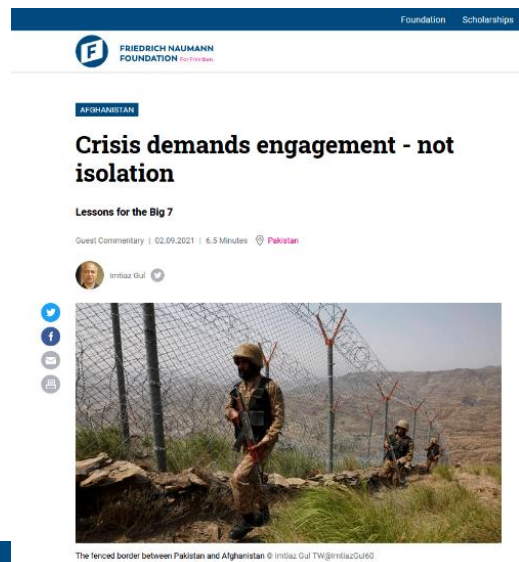 Foundation Scholarships
FRIEDRICH NAUMANN
FOUNDATION For Freedom.
AFGHANISTAN
Crisis demands engagement - not
isolation
Lessons for the Big 7
Guest Commentary | 02.09.2021 | 6,5 Minutes Pakistan
Imtiaz Gul
The fenced border between Pakistan and Afghanistan © Imtiaz Gul TW@ImtiazGul60